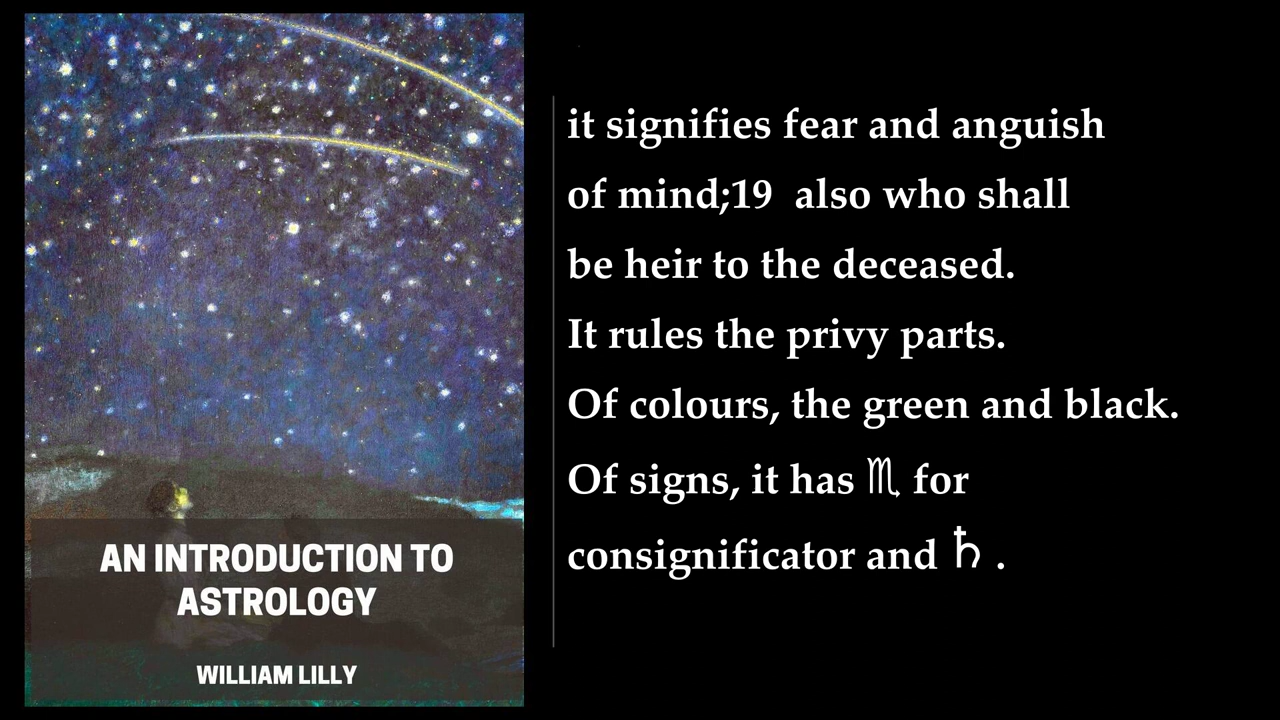 AN INTRODUCTION TO
ASTROLOGY
WILLIAM LILLY
it signifies fear and anguish
of mind;19  also who shall
be heir to the deceased.
It rules the privy parts.
Of colours, the green and black.
Of signs, it has ♏ for
consignificator and ♄ .